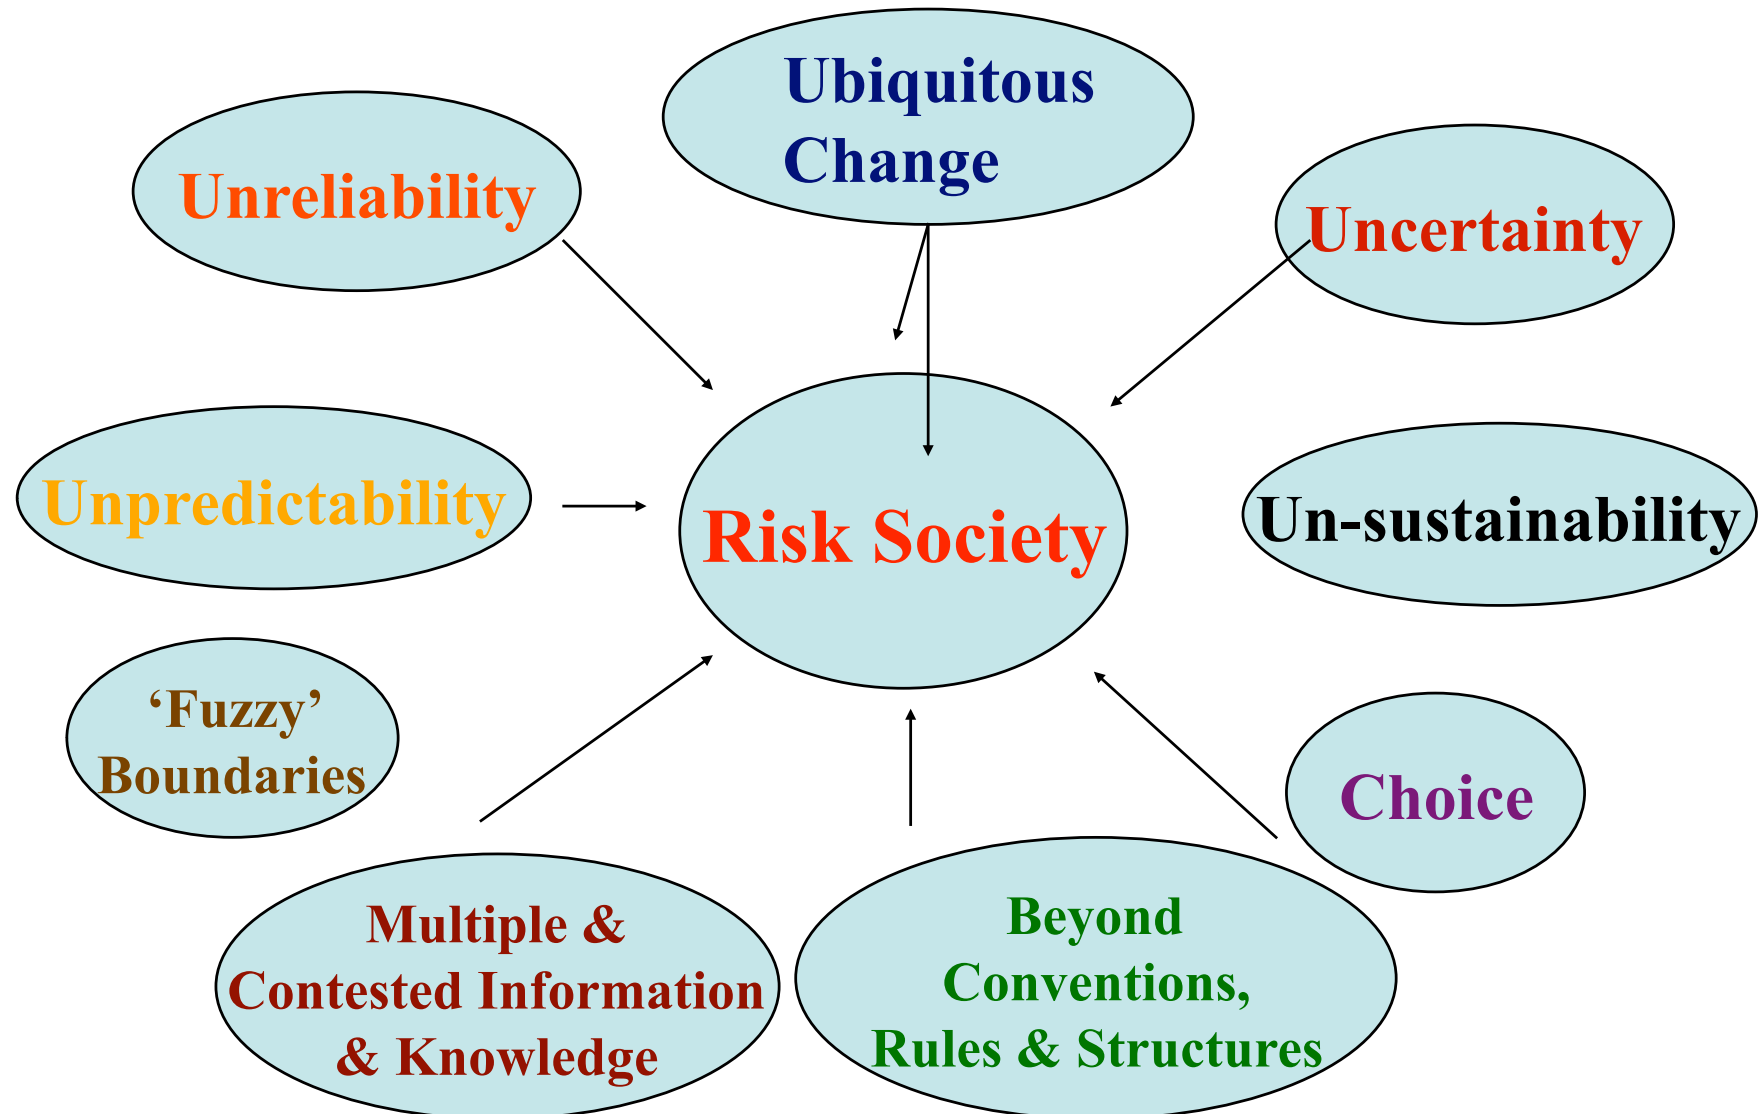 Ubiquitous
Change
Unreliability
Uncertainty
Unpredictability
Risk Society
Un-sustainability
‘Fuzzy’
Boundaries
Choice
Multiple &
Contested Information
& Knowledge
Beyond
Conventions,
Rules & Structures